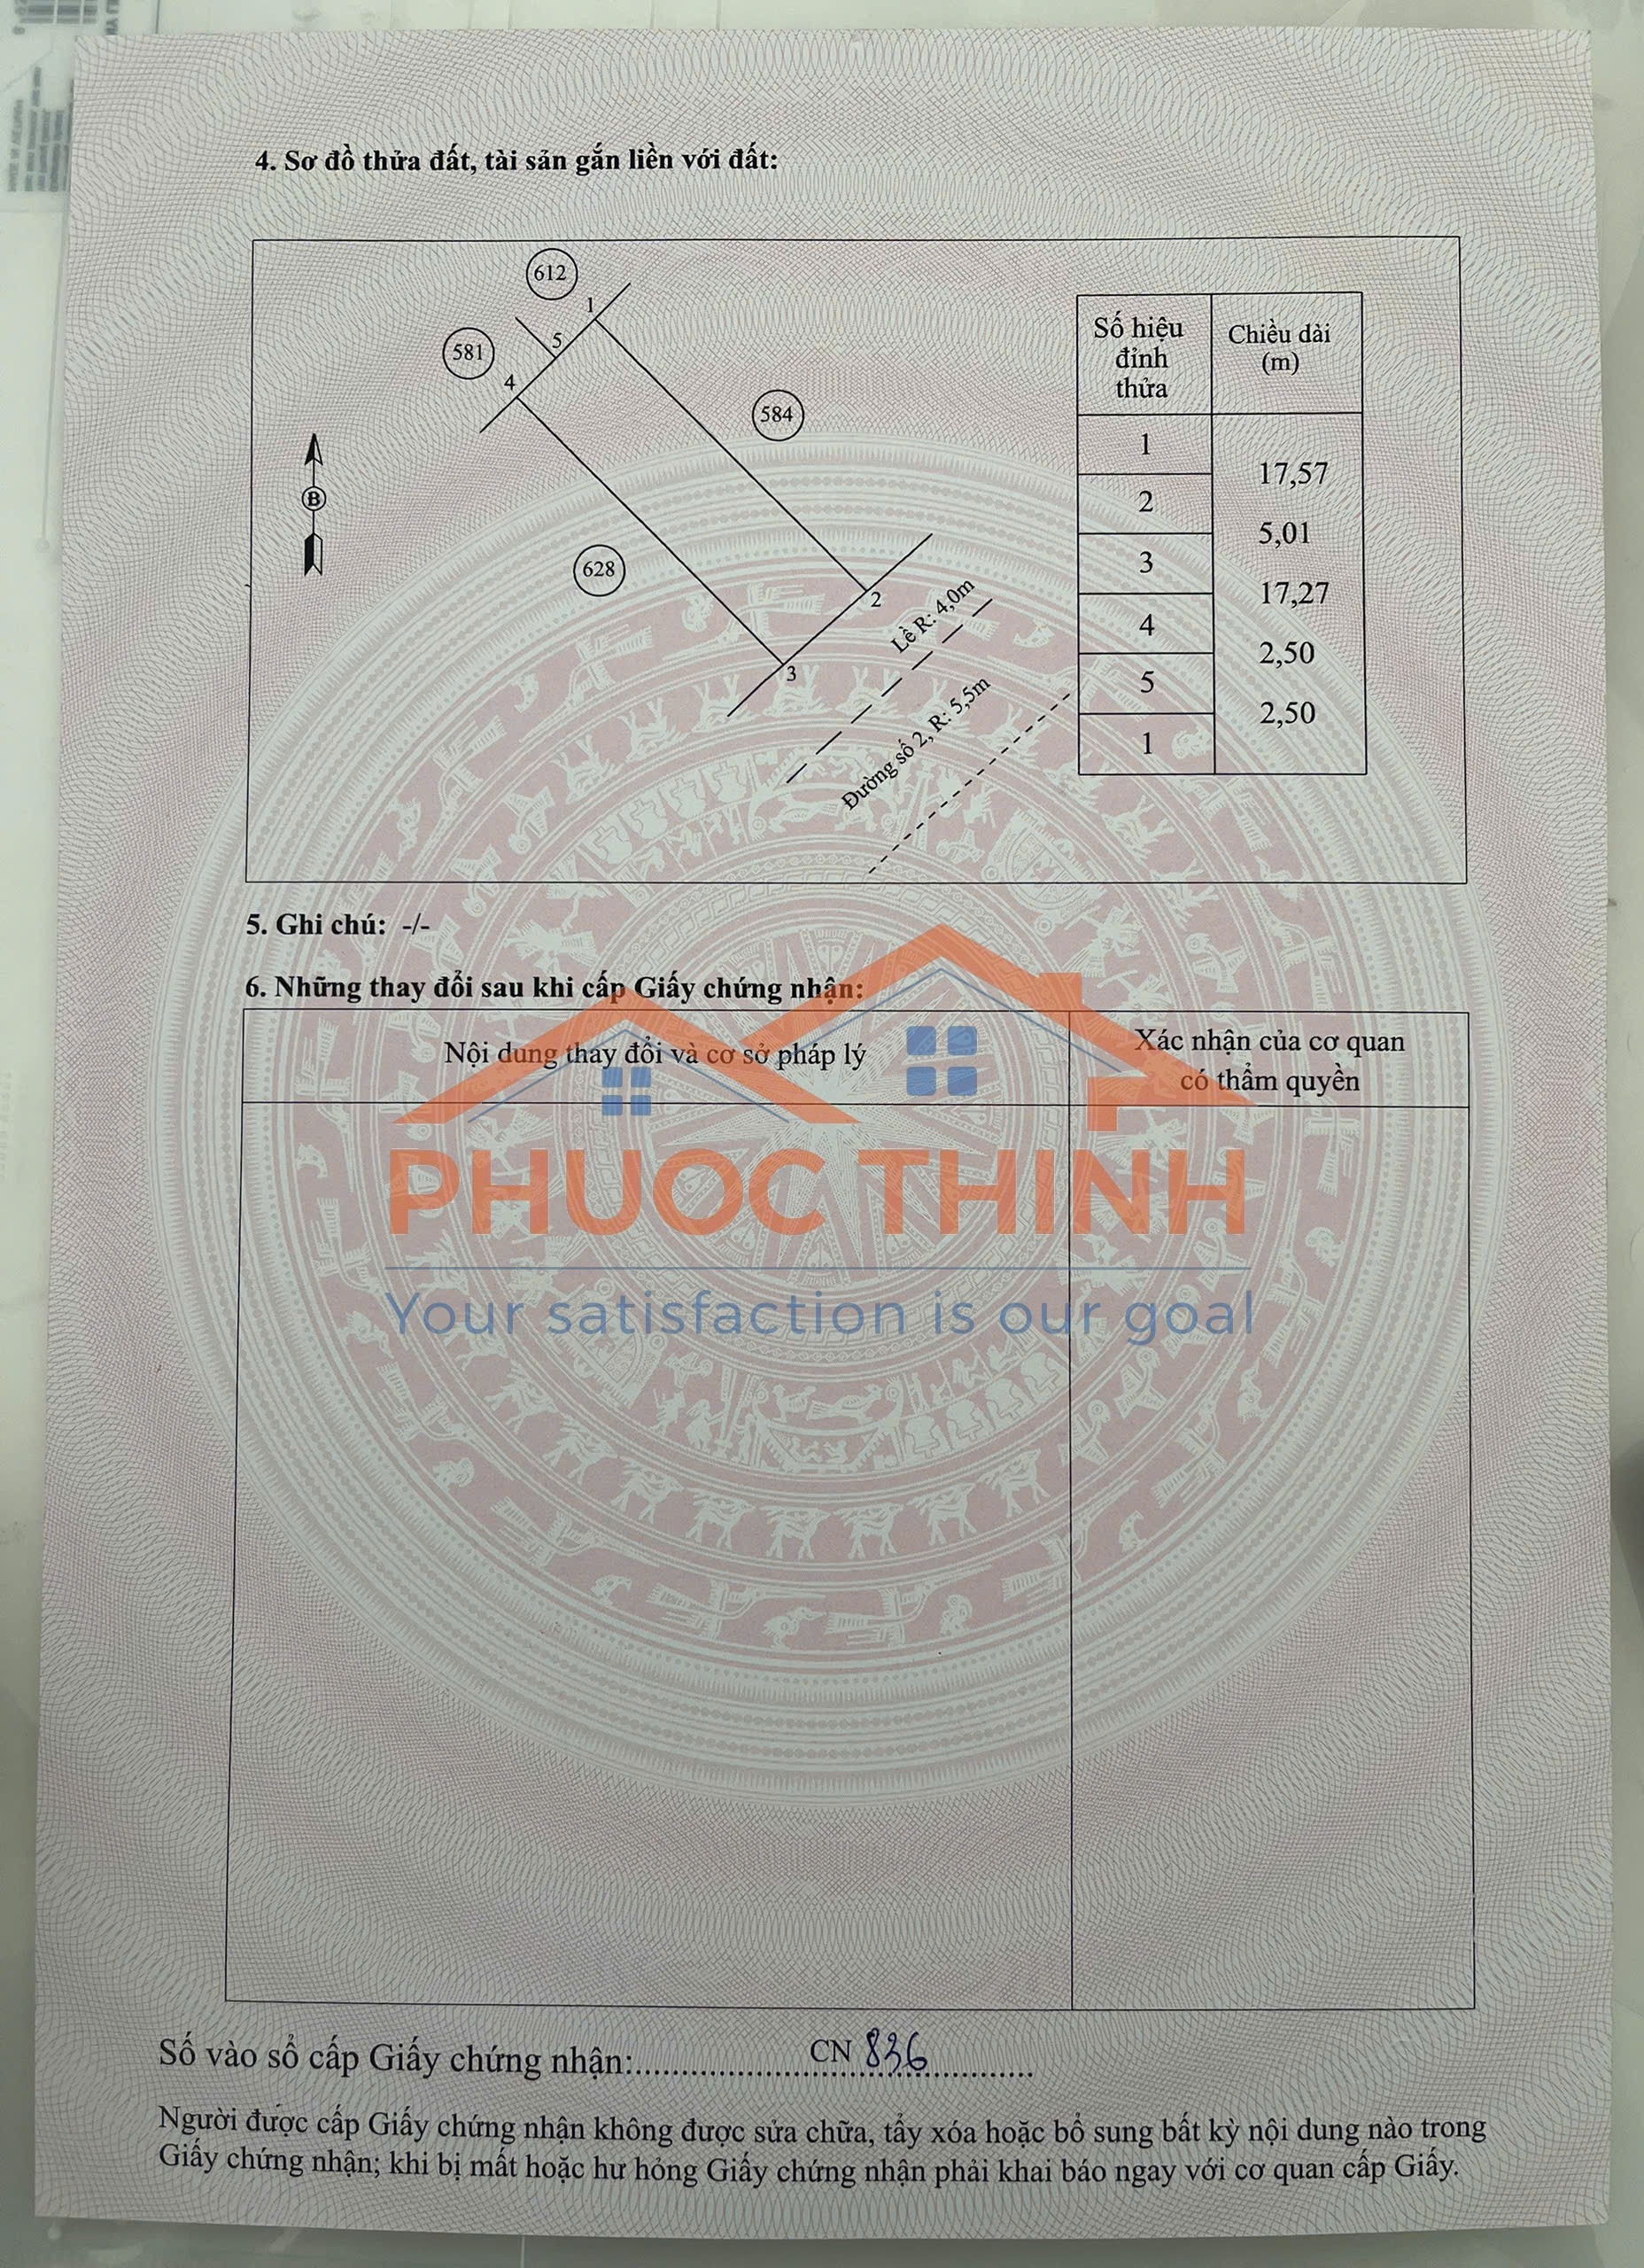 4. Sơ đồ thửa đất, tài sản gắn liền với đất:
612
1
5
581
4
584
B
628
2
3
Lề R: 4,0m
Đường số 2, R: 5,5m
Số hiệu
đỉnh
thửa
Chiều dài
(m)
1
17,57
2
5,01
3
17,27
4
2,50
5
2,50
1
5. Ghi chú: -/-
6. Những thay đổi sau khi cấp Giấy chứng nhận:
Nội dung thay đổi và cơ sở pháp lý
Xác nhận của cơ quan
có thẩm quyền
PHUOC THINH
Your satisfaction is our goal
Số vào sổ cấp Giấy chứng nhận:..................CN 836..........
Người được cấp Giấy chứng nhận không được sửa chữa, tẩy xóa hoặc bổ sung bất kỳ nội dung nào trong
Giấy chứng nhận; khi bị mất hoặc hư hỏng Giấy chứng nhận phải khai báo ngay với cơ quan cấp Giấy.